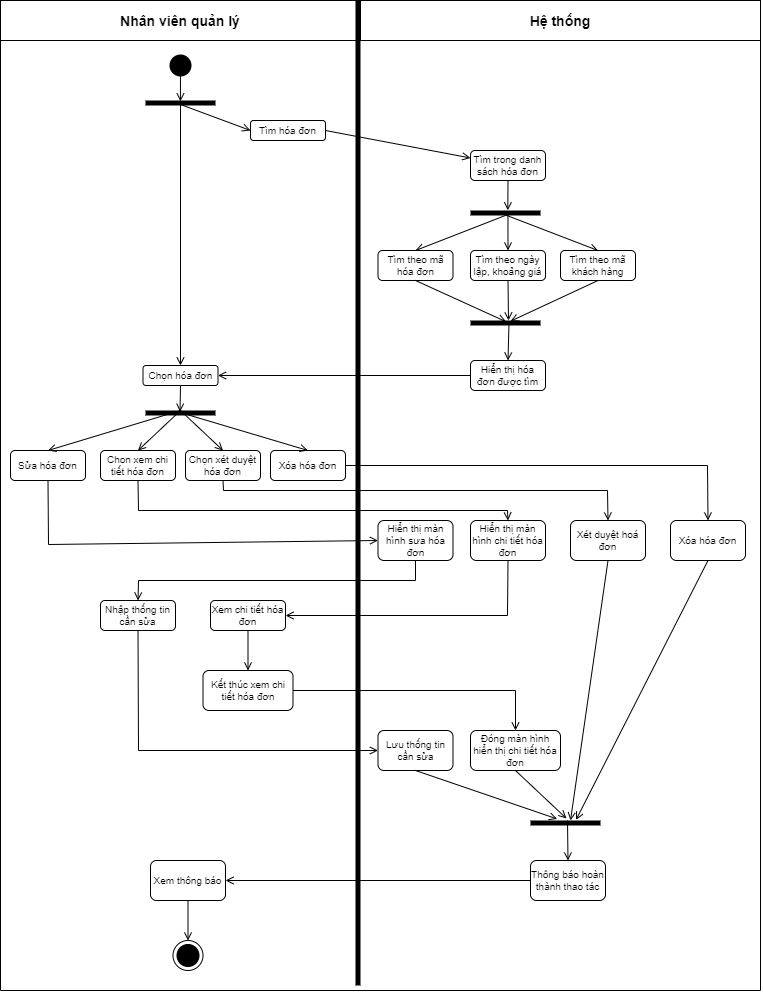 Nhân viên quản lý
Hệ thống
Tìm hóa đơn
Tìm trong danh
sách hóa đơn
Tìm theo mã
hóa đơn
Tìm theo ngày
lập, khoảng giá
Tìm theo mã
khách hàng
Chọn hóa đơn
Hiển thị hóa
đơn được tìm
Sửa hóa đơn
Chon xem chi
tiết hóa đơn
Chọn xét duyệt
hóa đơn
Xóa hóa đơn
Hiển thị màn
hình sưa hóa
đơn
Hiển thị màn
hình chi tiết hóa
đơn
Xét duyệt hoá
đơn
Xóa hóa đơn
Nhập thống tin
cần sửa
Xem chi tiết hóa
đơn
Kết thúc xem chi
tiết hóa đơn
Lưu thống tin
cần sửa
Đóng màn hình
hiển thị chi tiết hóa
đơn
Xem thông báo
Thông báo hoàn
thành thao tác